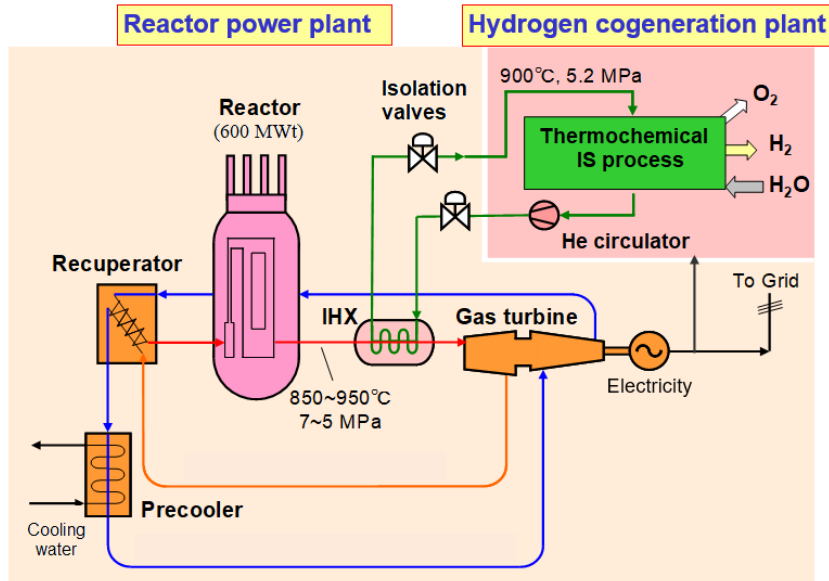 Reactor power plant
Hydrogen cogeneration plant
900℃, 5.2 MPa
Isolation
valves
Reactor
(600 MWt)
Thermochemical
IS process
O₂
H₂
H₂O
He circulator
Recuperator
To Grid
IHX
Gas turbine
850~950℃
7~5 MPa
Electricity
Precooler
Cooling
water